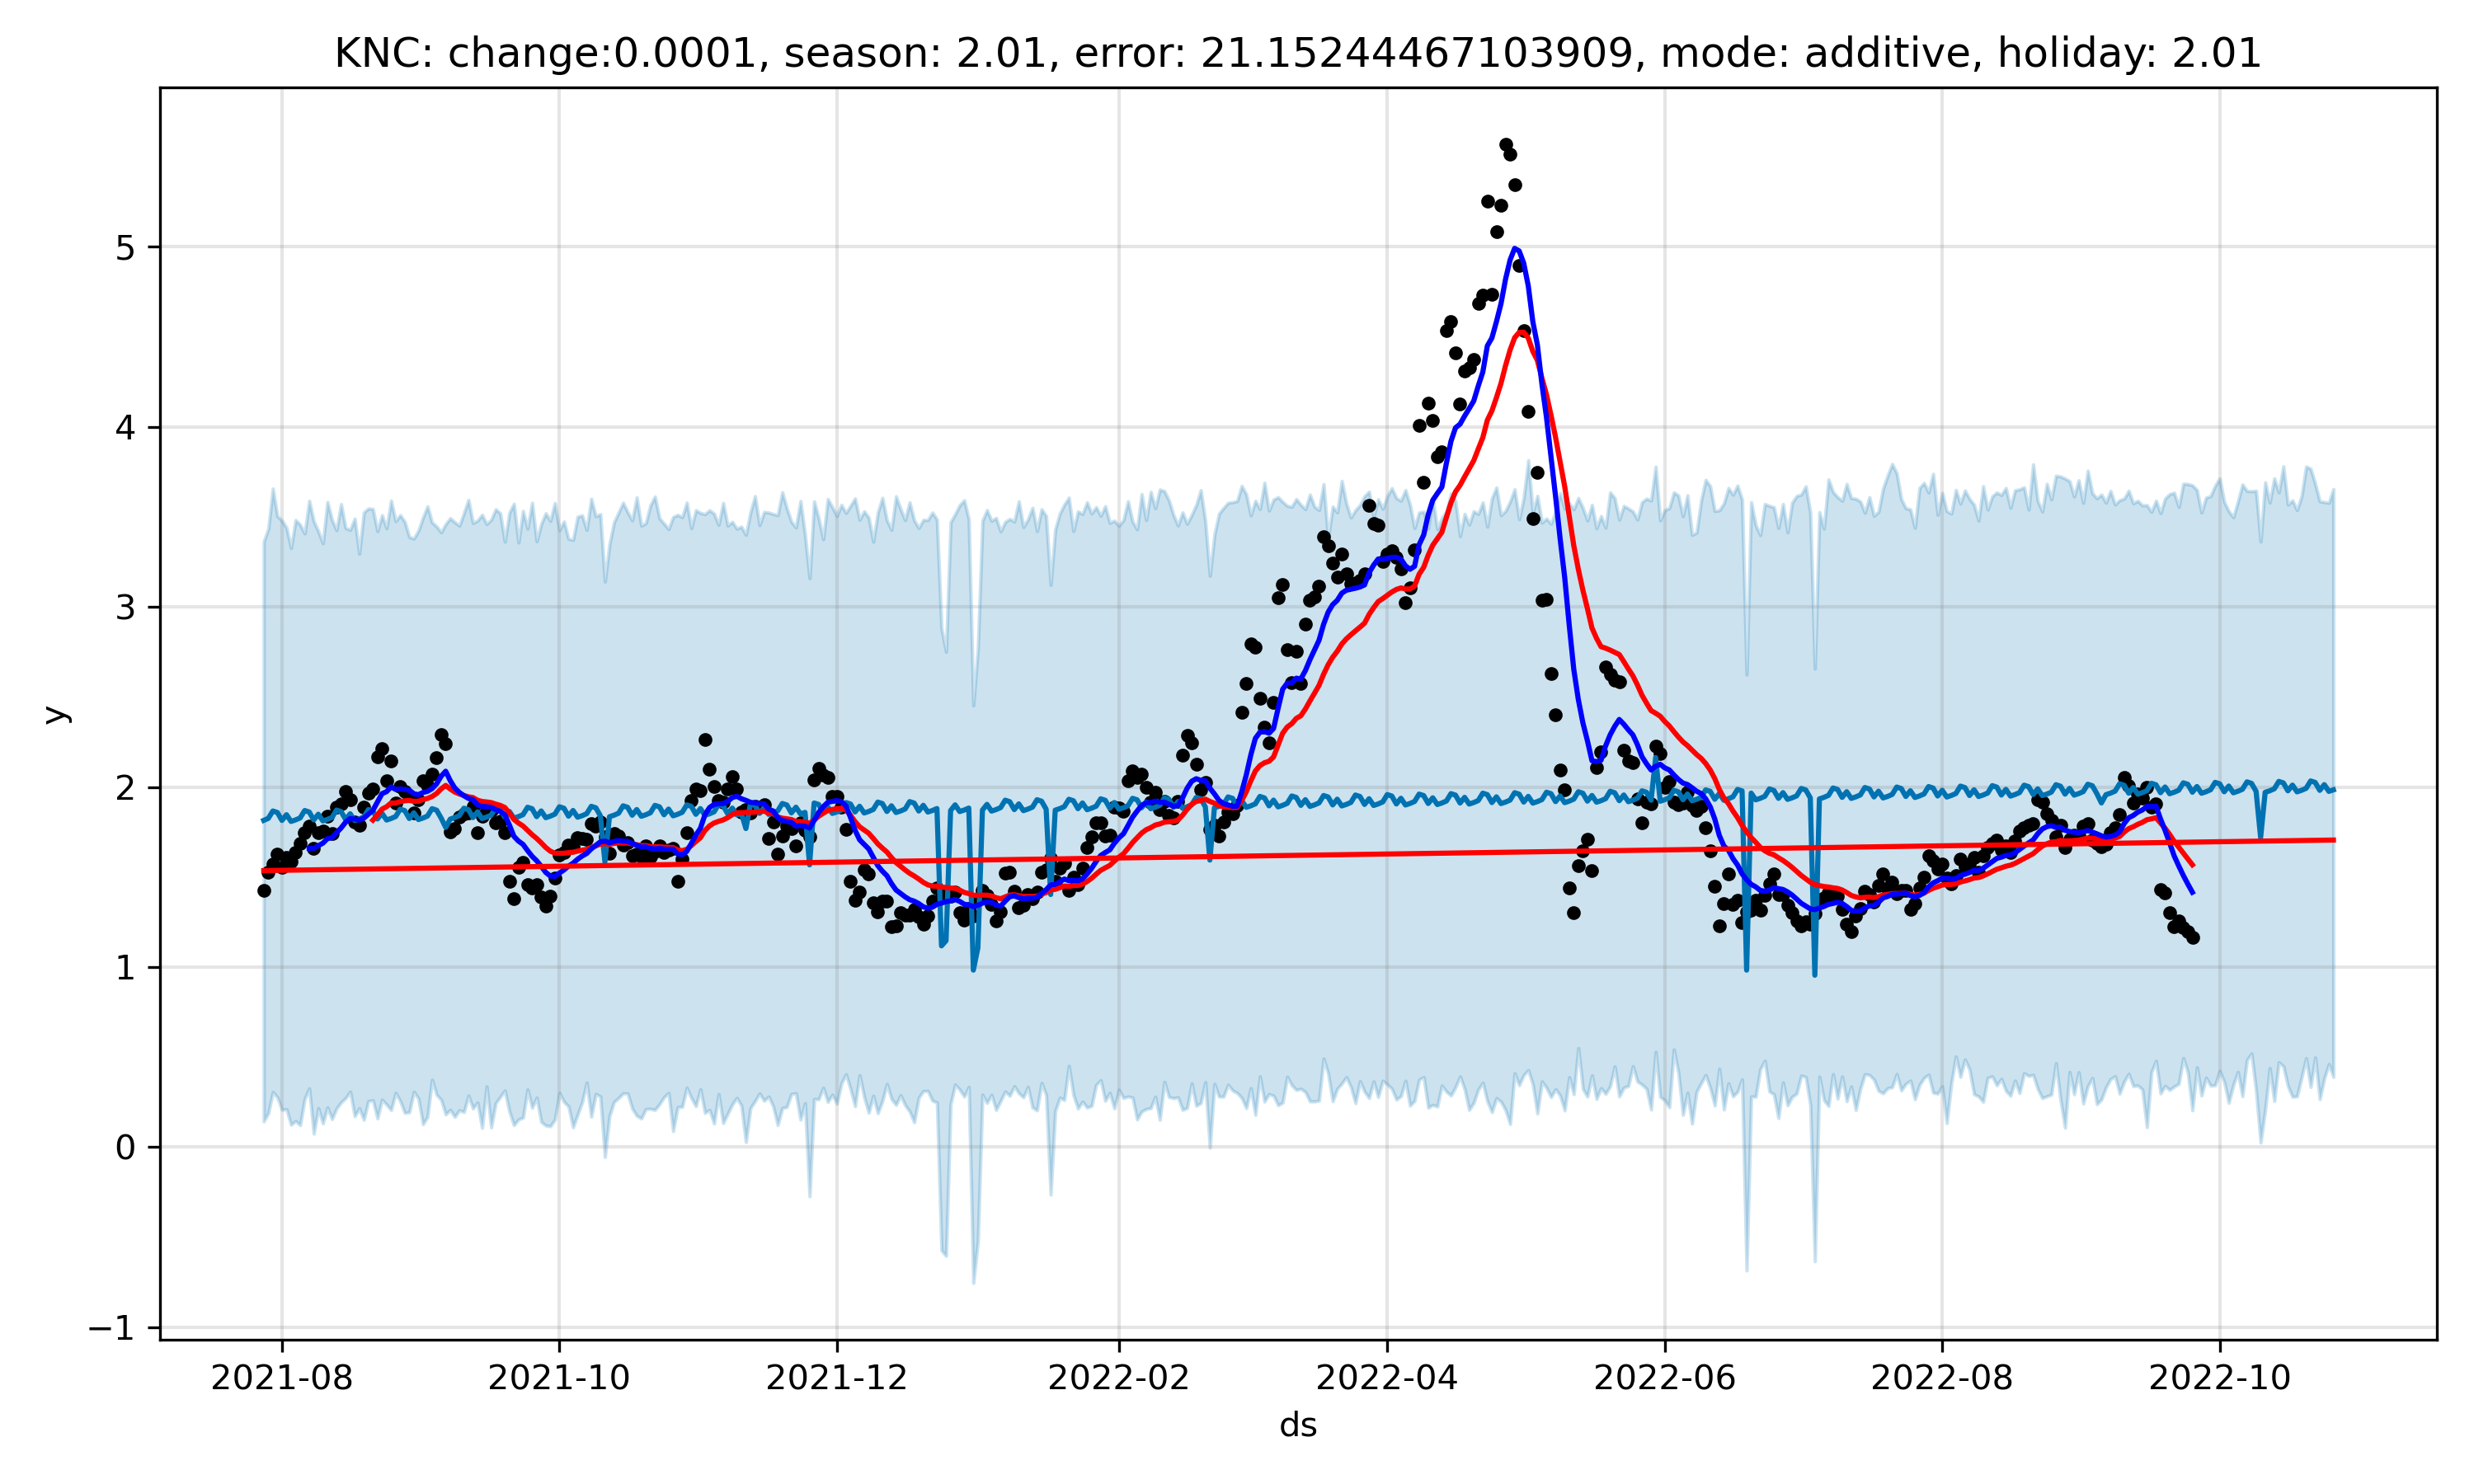 KNC: change:0.0001, season: 2.01, error: 21.15244467103909, mode: additive, holiday: 2.01
y
5
4
3
2
1
0
−1
2021-08 2021-10 2021-12 2022-02 2022-04 2022-06 2022-08 2022-10
ds